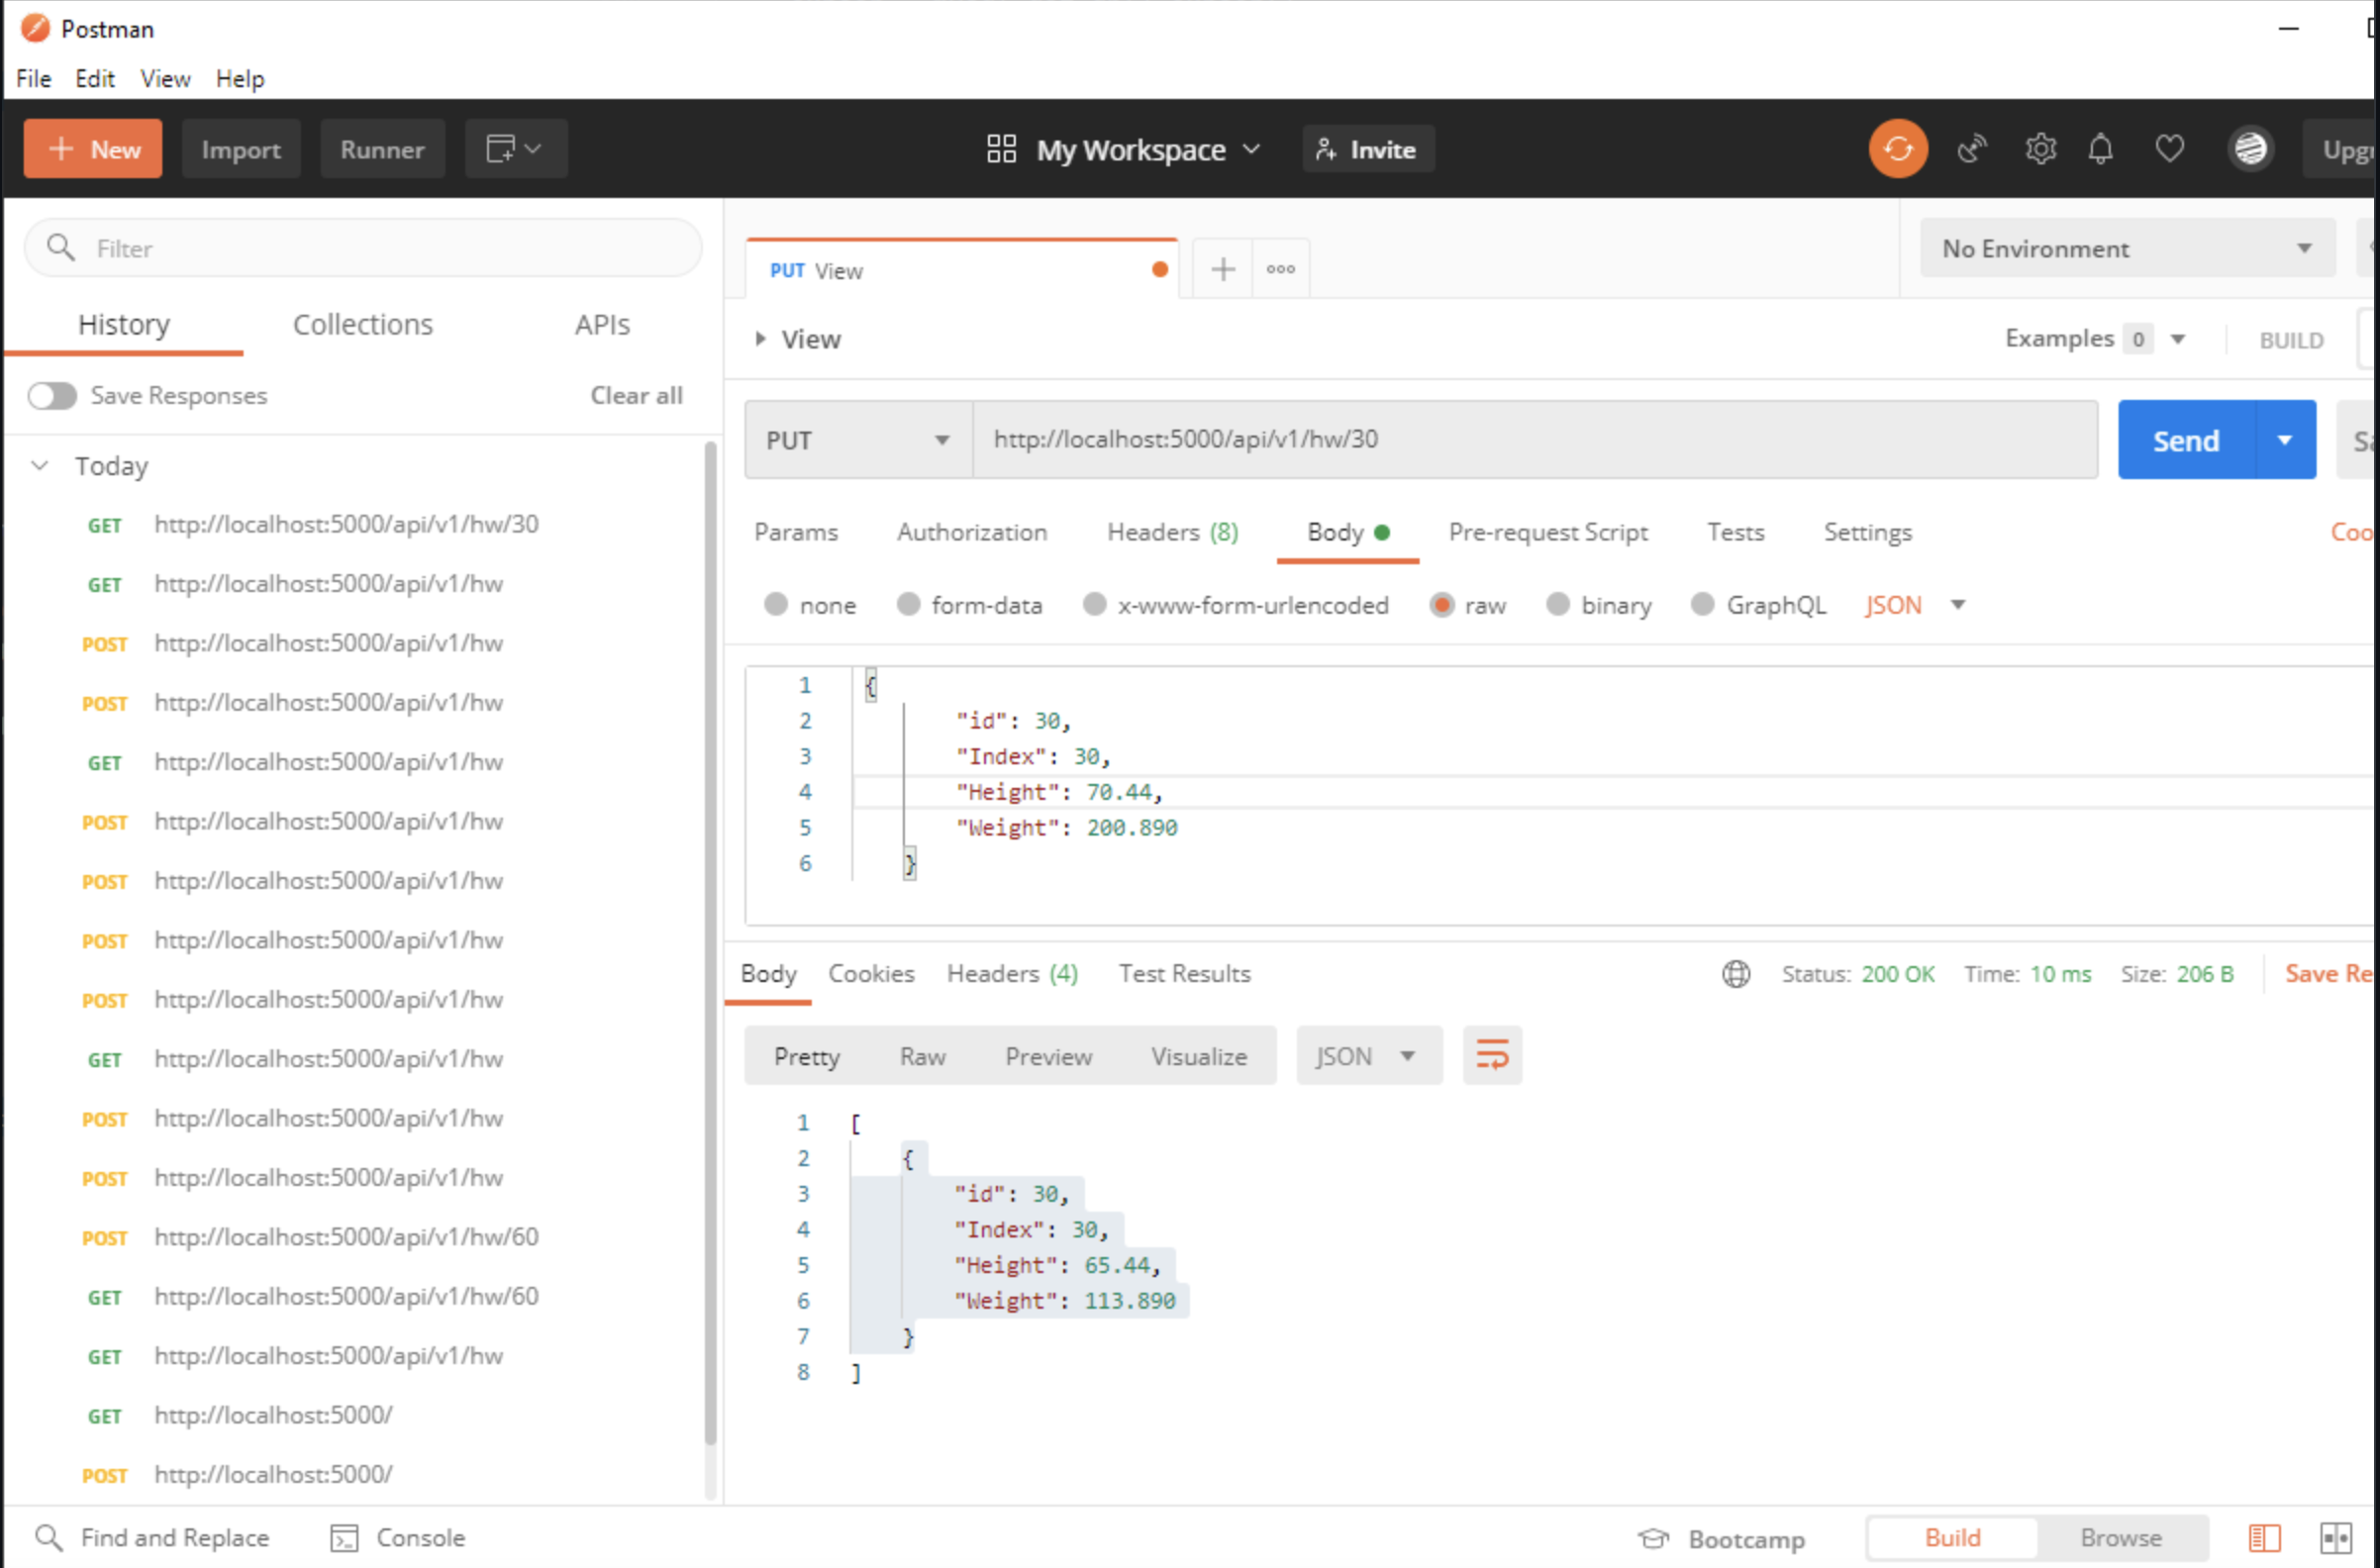 Postman
File Edit View Help
+ New Import Runner My Workspace Invite
Filter
History Collections APIs
Save Responses Clear all
Today
GET http://localhost:5000/api/v1/hw/30
GET http://localhost:5000/api/v1/hw
POST http://localhost:5000/api/v1/hw
POST http://localhost:5000/api/v1/hw
GET http://localhost:5000/api/v1/hw
POST http://localhost:5000/api/v1/hw
POST http://localhost:5000/api/v1/hw
POST http://localhost:5000/api/v1/hw
POST http://localhost:5000/api/v1/hw
GET http://localhost:5000/api/v1/hw
POST http://localhost:5000/api/v1/hw
POST http://localhost:5000/api/v1/hw
POST http://localhost:5000/api/v1/hw/60
GET http://localhost:5000/api/v1/hw/60
GET http://localhost:5000/api/v1/hw
GET http://localhost:5000/
POST http://localhost:5000/
PUT View
No Environment
View
Examples 0 BUILD
PUT http://localhost:5000/api/v1/hw/30 Send
Params Authorization Headers (8) Body Pre-request Script Tests Settings
none form-data x-www-form-urlencoded raw binary GraphQL JSON
1 {
2 "id": 30,
3 "Index": 30,
4 "Height": 70.44,
5 "Weight": 200.890
6 }
Body Cookies Headers (4) Test Results Status: 200 OK Time: 10 ms Size: 206 B Save Re
Pretty Raw Preview Visualize JSON
1 [
2 {
3 "id": 30,
4 "Index": 30,
5 "Height": 65.44,
6 "Weight": 113.890
7 }
8 ]
Find and Replace Console Bootcamp Build Browse